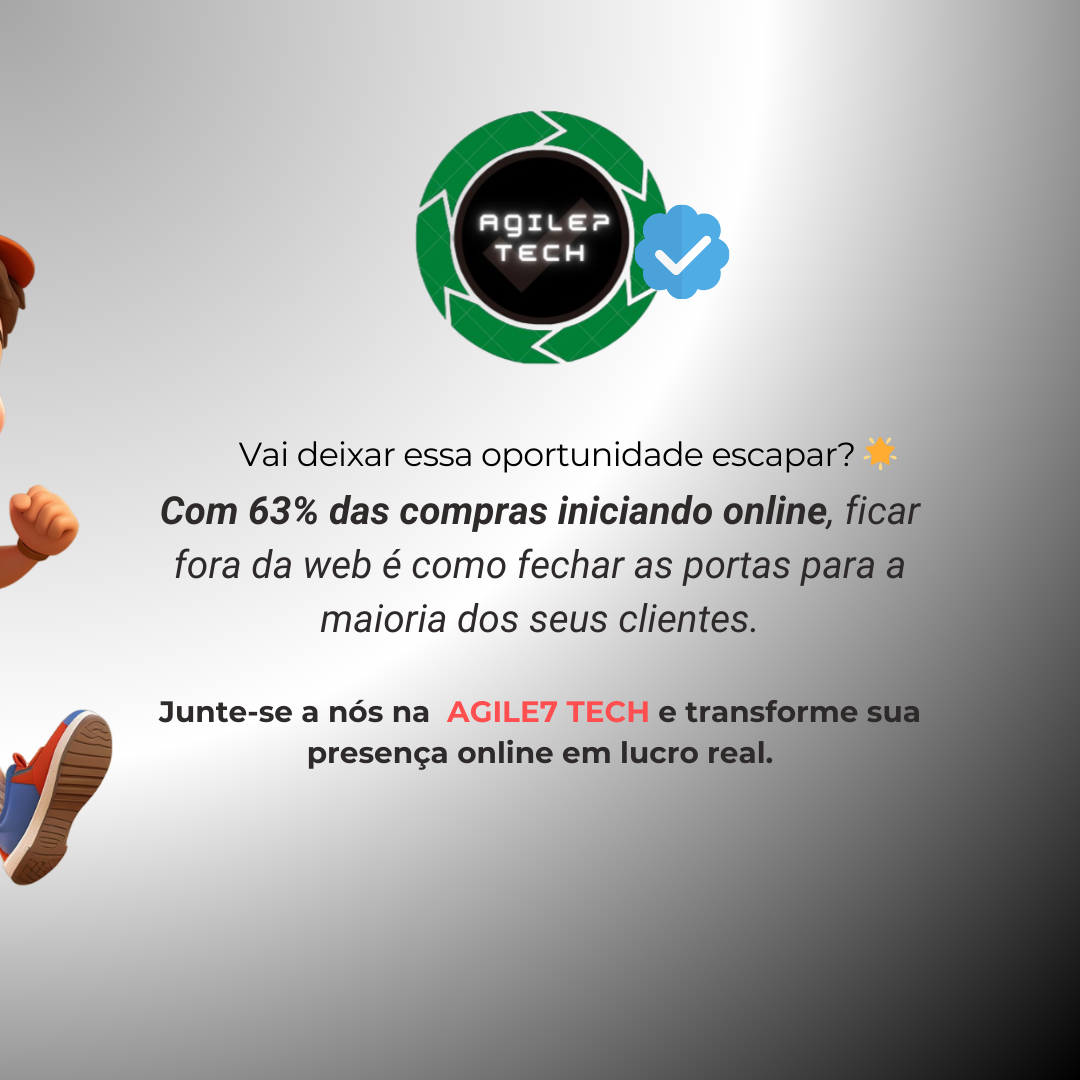 AGILE7
TECH
Vai deixar essa oportunidade escapar? 🌟
Com 63% das compras iniciando online, ficar
fora da web é como fechar as portas para a
maioria dos seus clientes.
Junte-se a nós na AGILE7 TECH e transforme sua
presença online em lucro real.